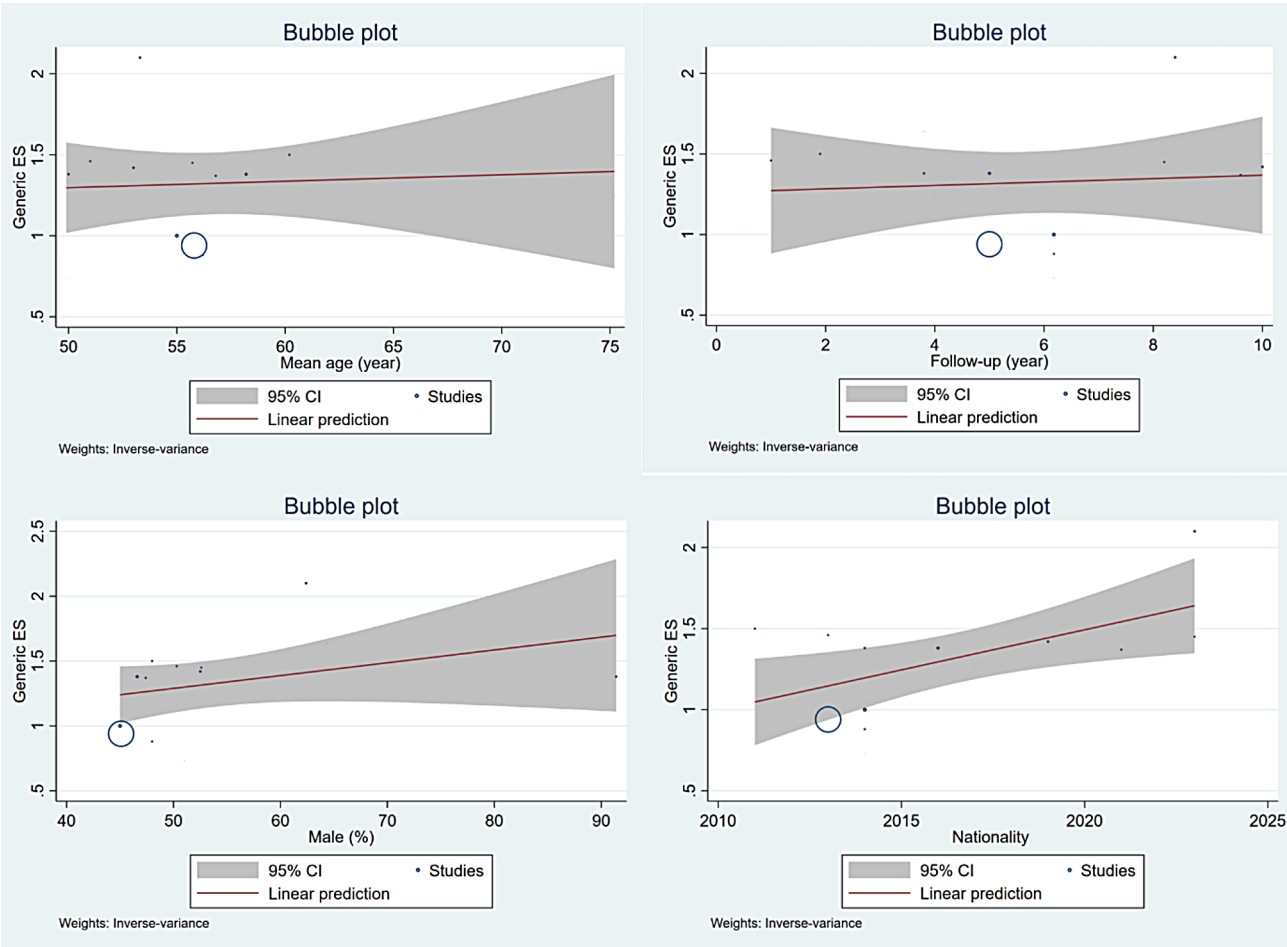 Bubble plot
Generic ES
2
1.5
1
.5
50 55 60 65 70 75
Mean age (year)
95% CI Studies
Linear prediction
Weights: Inverse-variance
Bubble plot
Generic ES
2
1.5
1
.5
0 2 4 6 8 10
Follow-up (year)
95% CI Studies
Linear prediction
Weights: Inverse-variance
Bubble plot
Generic ES
2.5
2
1.5
1
.5
40 50 60 70 80 90
Male (%)
95% CI Studies
Linear prediction
Weights: Inverse-variance
Bubble plot
Generic ES
2
1.5
1
.5
2010 2015 2020 2025
Nationality
95% CI Studies
Linear prediction
Weights: Inverse-variance